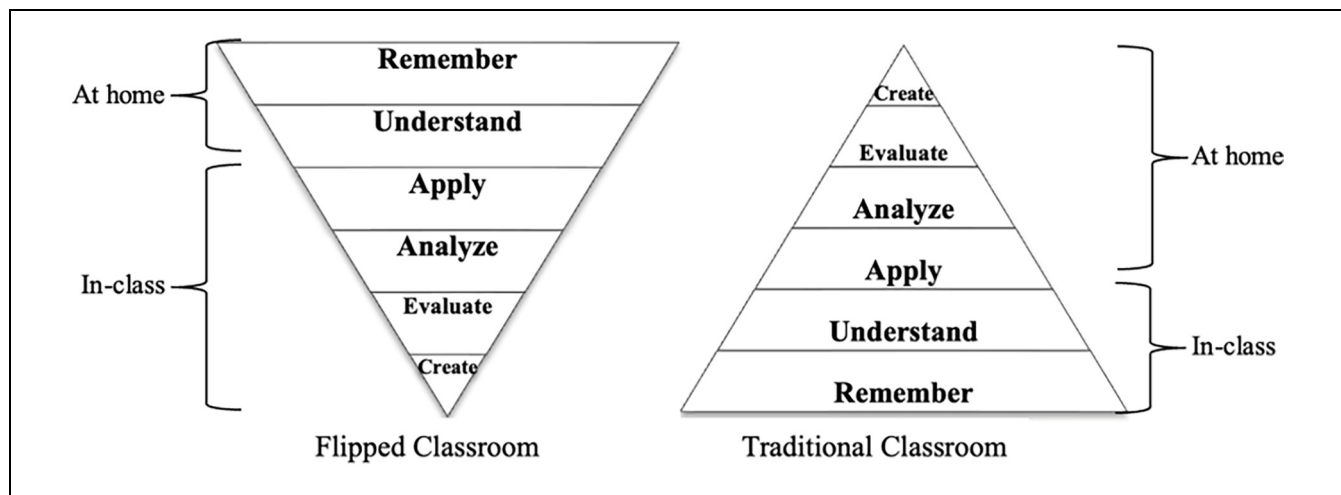 At home
In-class
Remember
Understand
Apply
Analyze
Evaluate
Create
Flipped Classroom
Create
Evaluate
Analyze
Apply
Understand
Remember
At home
In-class
Traditional Classroom